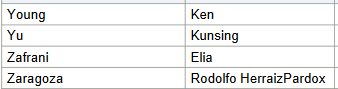 Young Ken
Yu Kunsing
Zafrani Elia
Zaragoza Rodolfo HerraizPardox